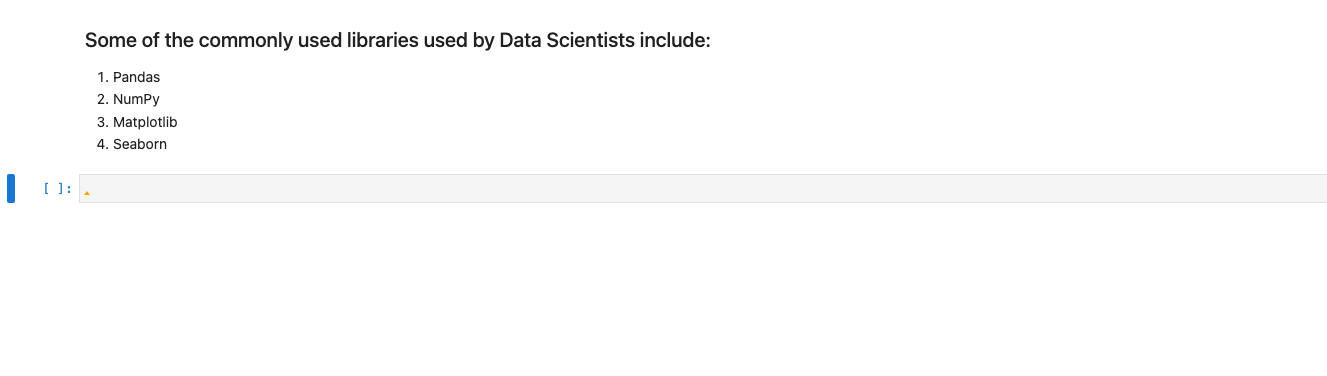 Some of the commonly used libraries used by Data Scientists include:
1. Pandas
2. NumPy
3. Matplotlib
4. Seaborn
[ ]: